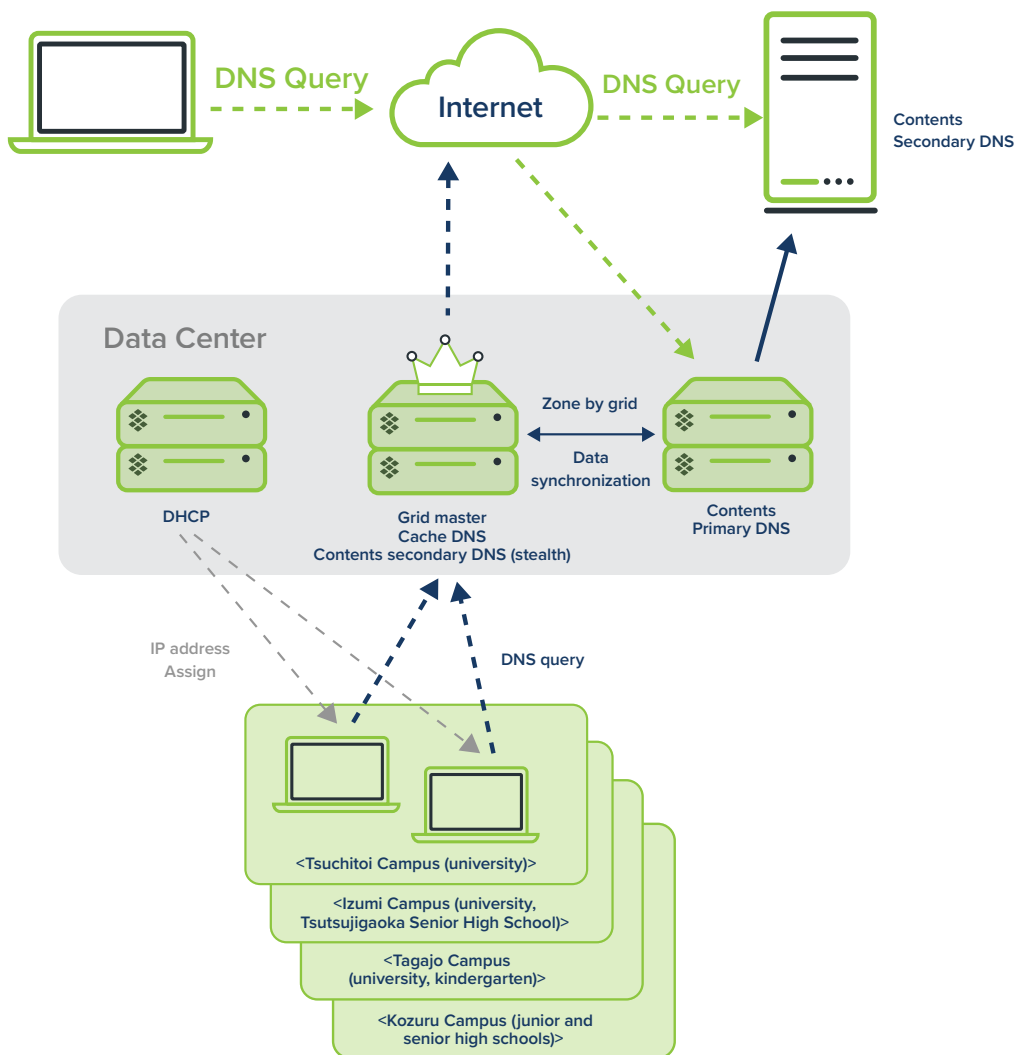 DNS Query
Internet
DNS Query
Contents
Secondary DNS
Data Center
Zone by grid
Data
synchronization
DHCP
Grid master
Cache DNS
Contents secondary DNS (stealth)
Contents
Primary DNS
IP address
Assign
DNS query
<Tsuchitoi Campus (university)>
<Izumi Campus (university,
Tsutsujigaoka Senior High School)>
<Tagajo Campus
(university, kindergarten)>
<Kozuru Campus (junior and
senior high schools)>